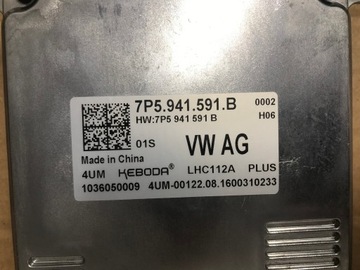 7P5.941.591.B 0002
HW:7P5 941 591 B H06
01S VW AG
Made in China
4UM KEBODA® LHC112A PLUS
1036050009 4UM-00122.08.1600310233